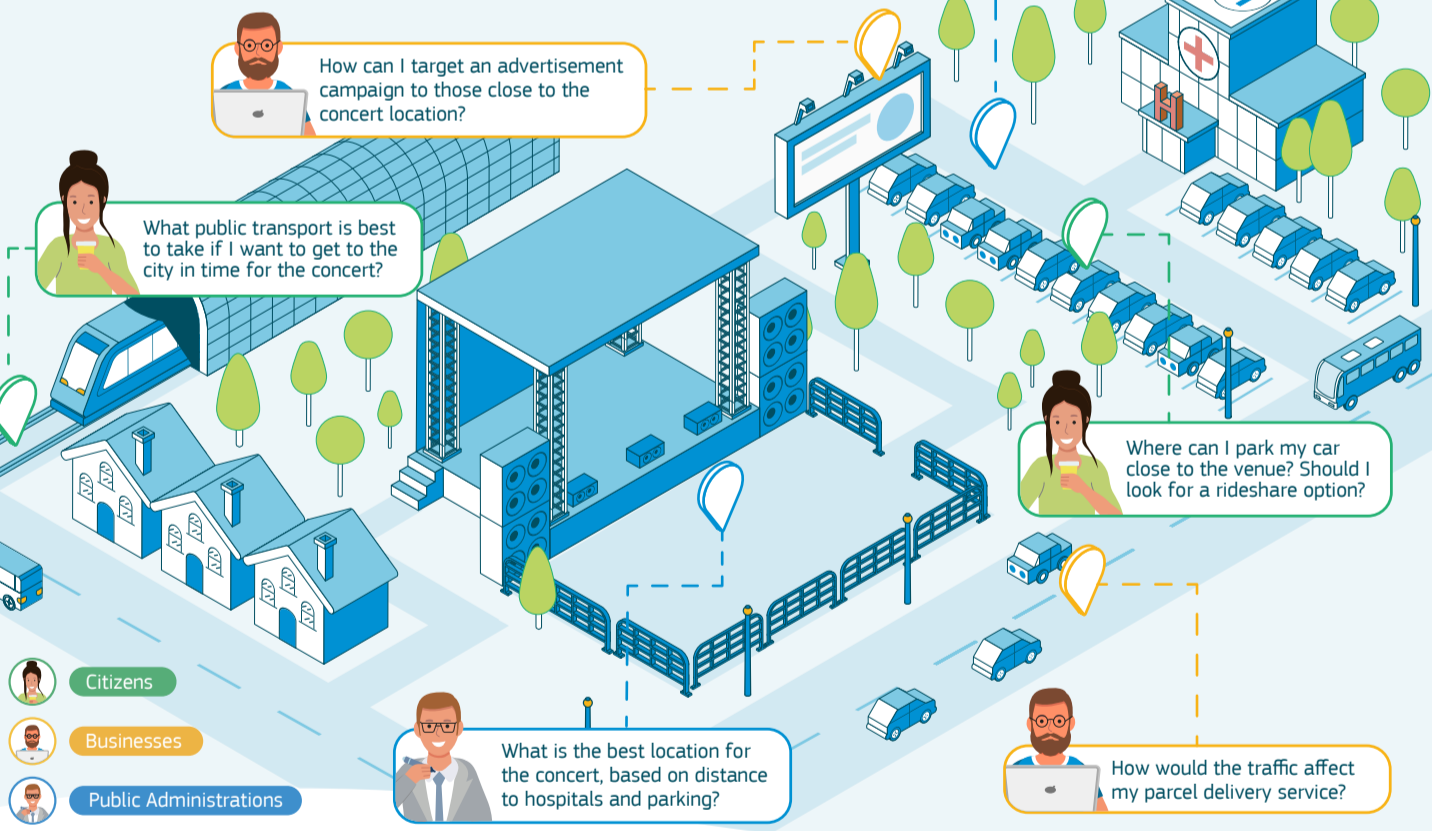 How can I target an advertisement
campaign to those close to the
concert location?
What public transport is best
to take if I want to get to the
city in time for the concert?
H
Where can I park my car
close to the venue? Should I
look for a rideshare option?
Citizens
Businesses
Public Administrations
What is the best location for
the concert, based on distance
to hospitals and parking?
How would the traffic affect
my parcel delivery service?